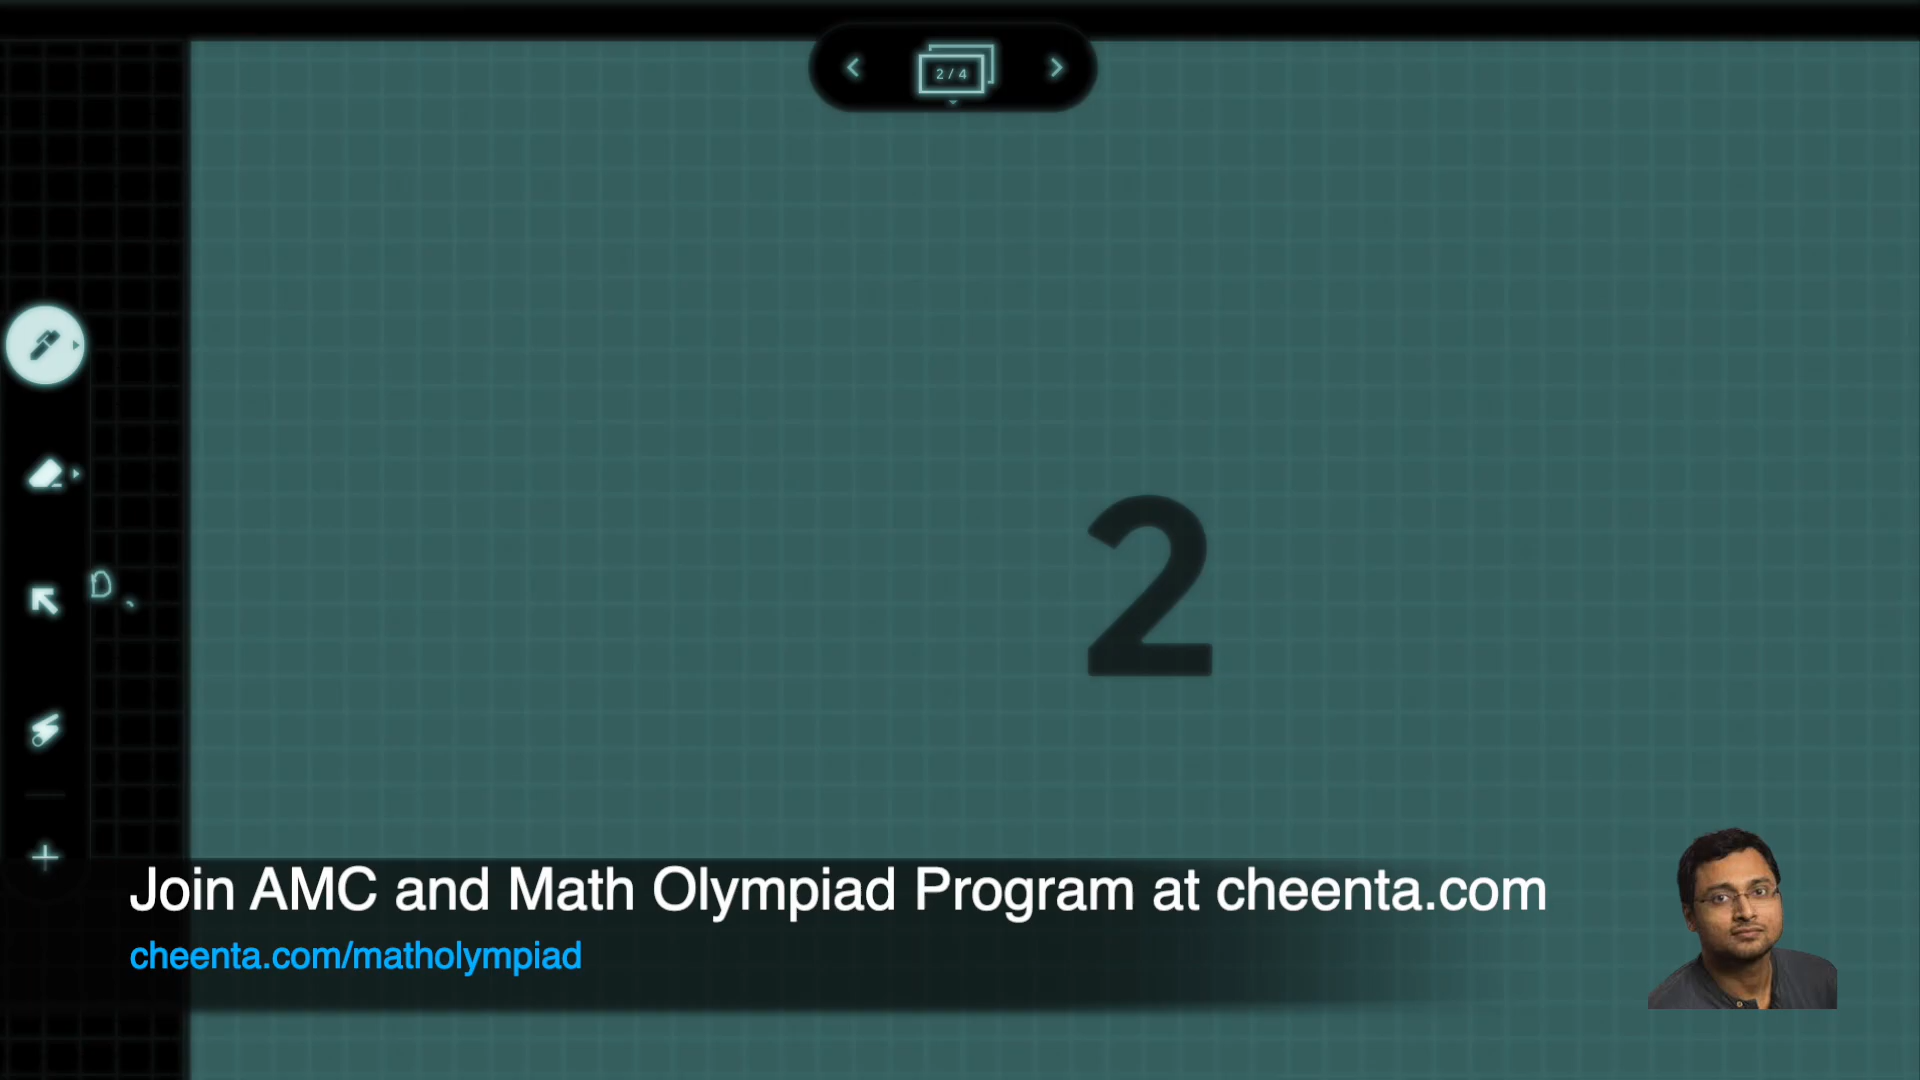 2 / 4
2
D
Join AMC and Math Olympiad Program at cheenta.com
cheenta.com/matholympiad